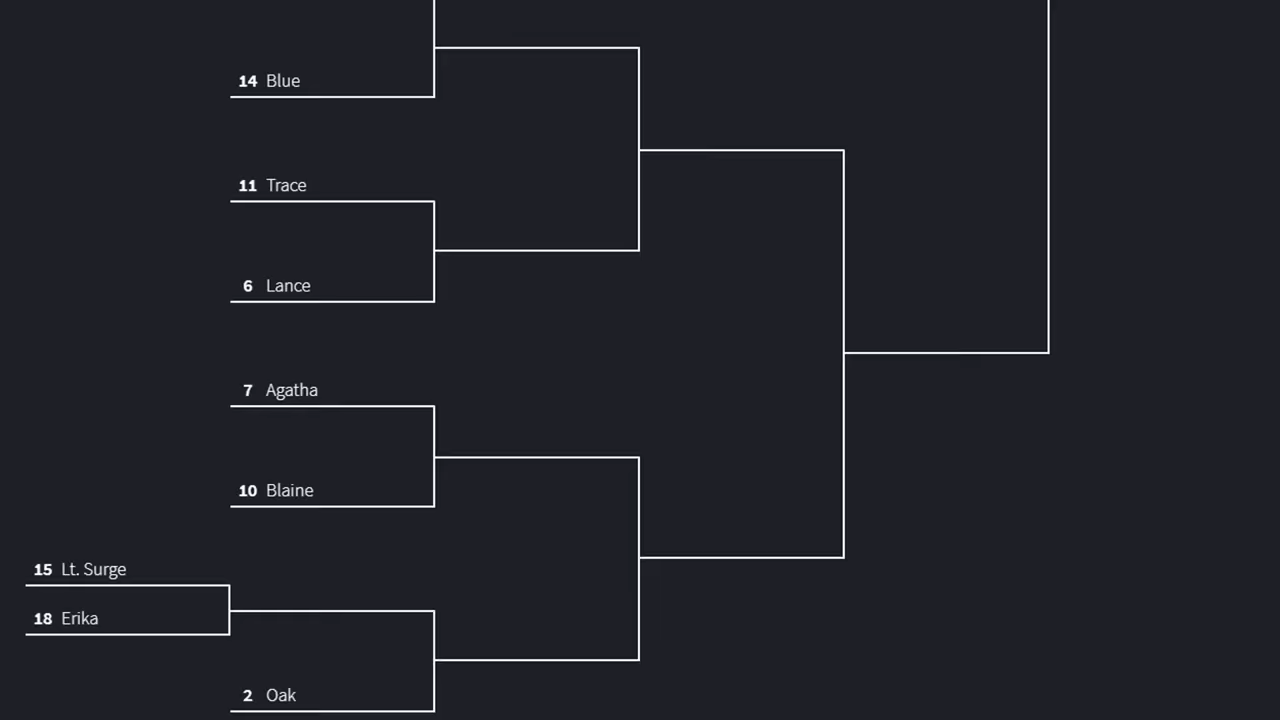 14 Blue
11 Trace
6 Lance
7 Agatha
10 Blaine
15 Lt. Surge
18 Erika
2 Oak